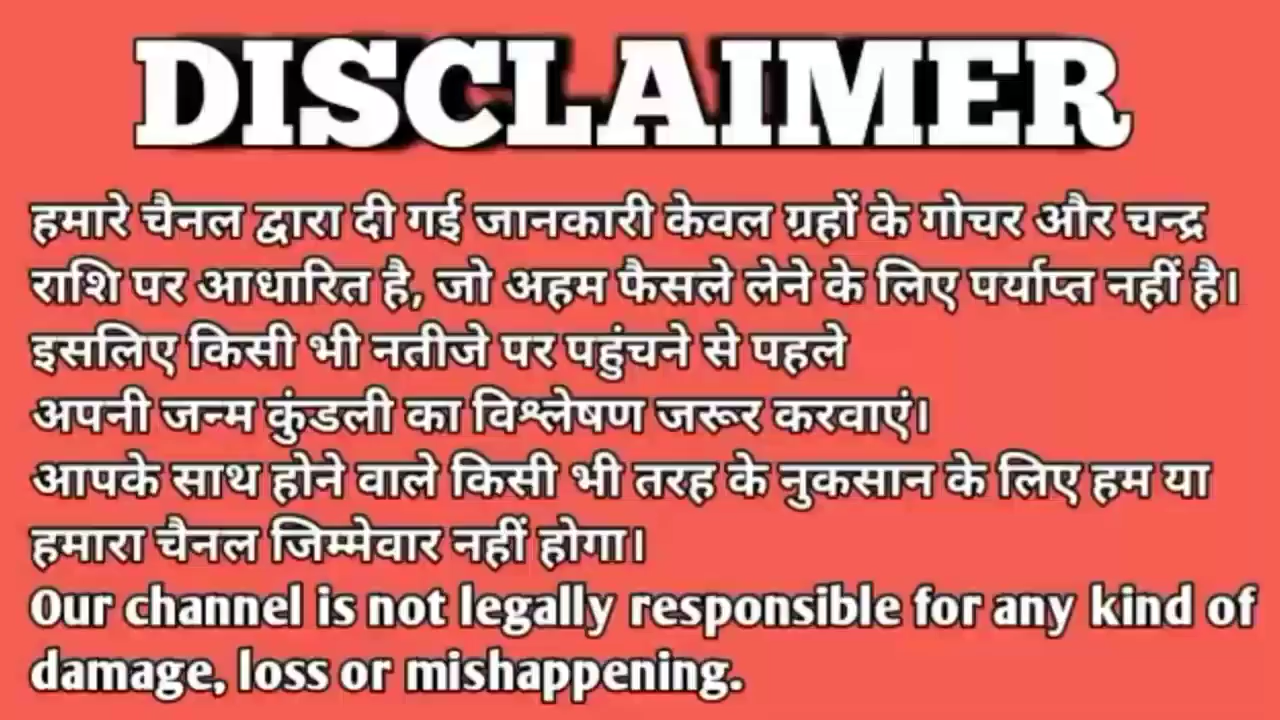 DISCLAIMER
हमारे चैनल द्वारा दी गई जानकारी केवल ग्रहों के गोचर और चन्द्र
राशि पर आधारित है, जो अहम फैसले लेने के लिए पर्याप्त नहीं है।
इसलिए किसी भी नतीजे पर पहुंचने से पहले
अपनी जन्म कुंडली का विश्लेषण जरूर करवाएं।
आपके साथ होने वाले किसी भी तरह के नुकसान के लिए हम या
हमारा चैनल जिम्मेवार नहीं होगा।
Our channel is not legally responsible for any kind of
damage, loss or mishappening.